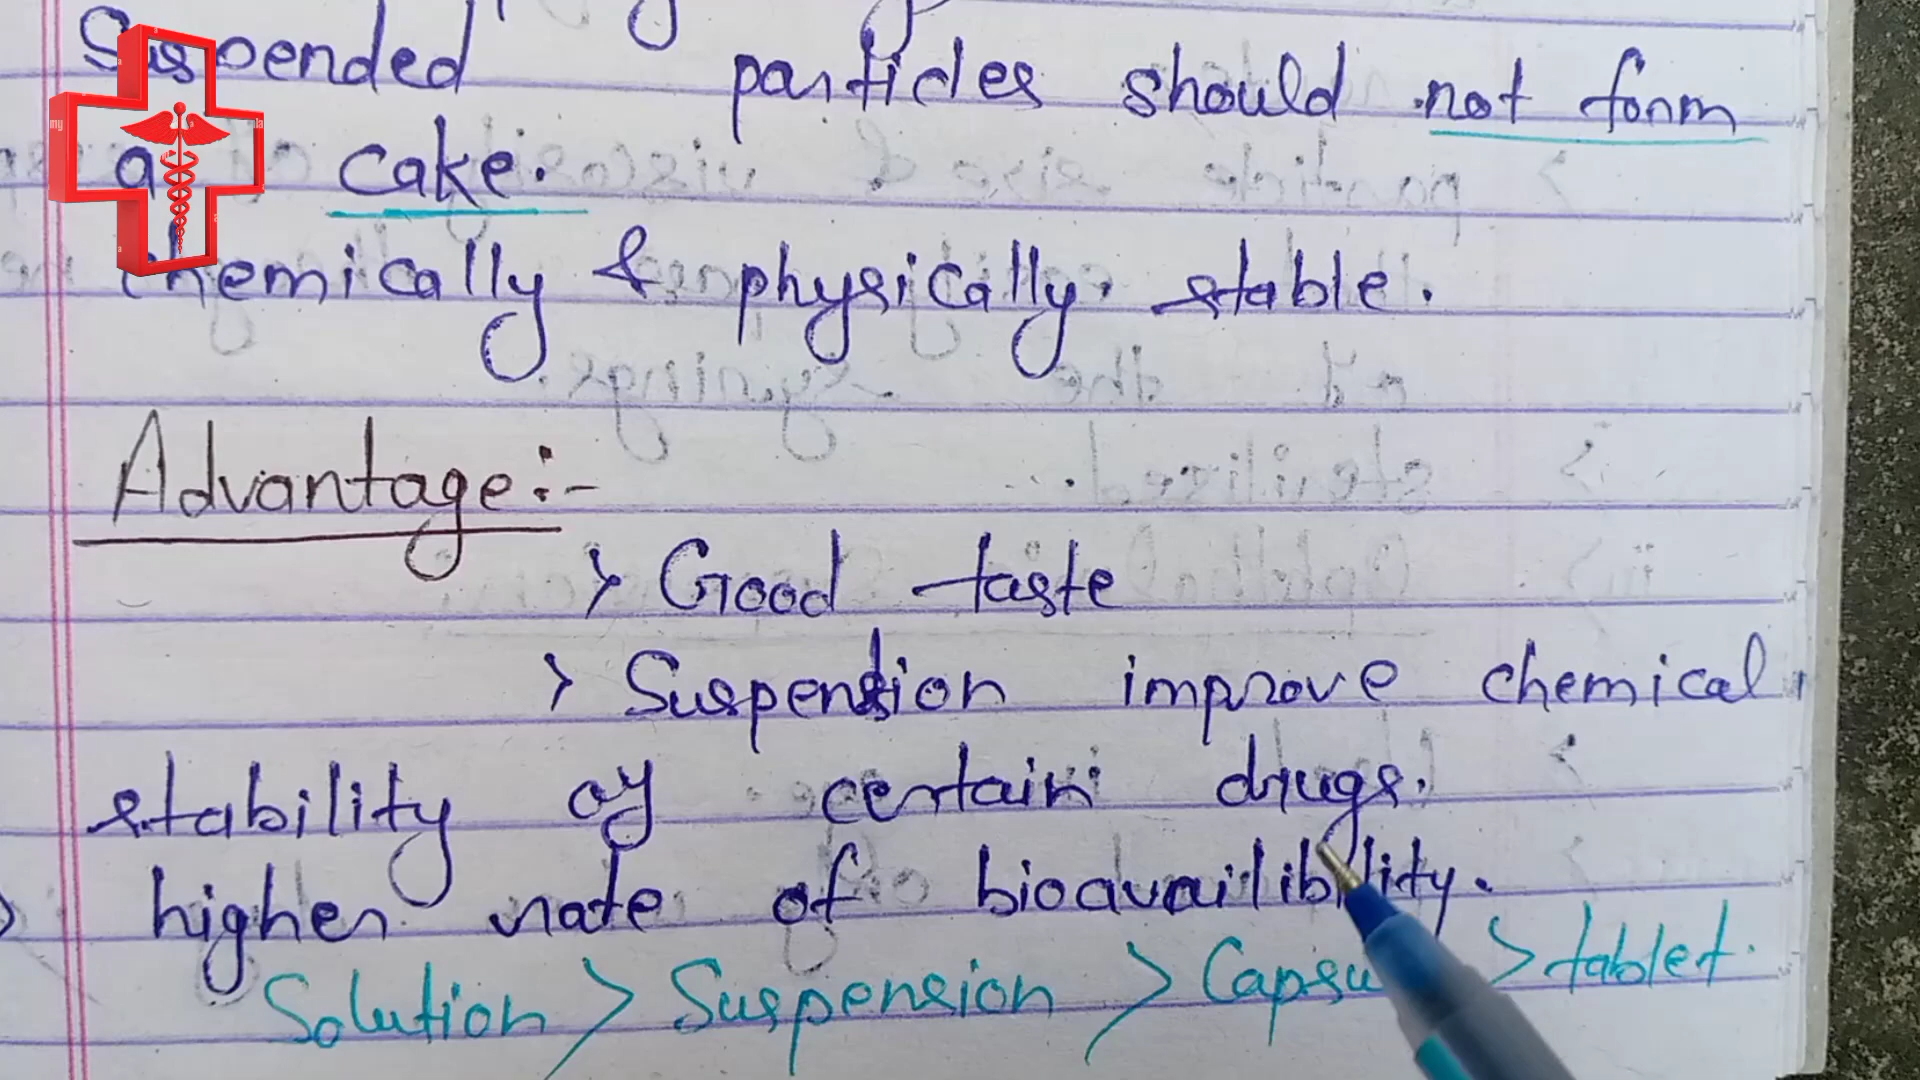 Suspended particles should not form
a cake.
chemically & physically stable.
Advantage:-
> Good taste
> Suspension improve chemical
stability of certain drugs.
> higher rate of bioavailibility.
Solution > Suspension > Capsu > tablet.